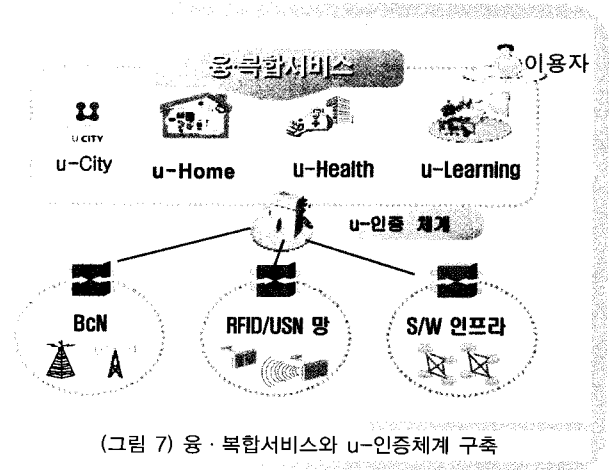 융·복합서비스
이용자
u CITY
u-City
u-Home
u-Health
u-Learning
u-인증 체계
BcN
RFID/USN 망
S/W 인프라
(그림 7) 융·복합서비스와 u-인증체계 구축